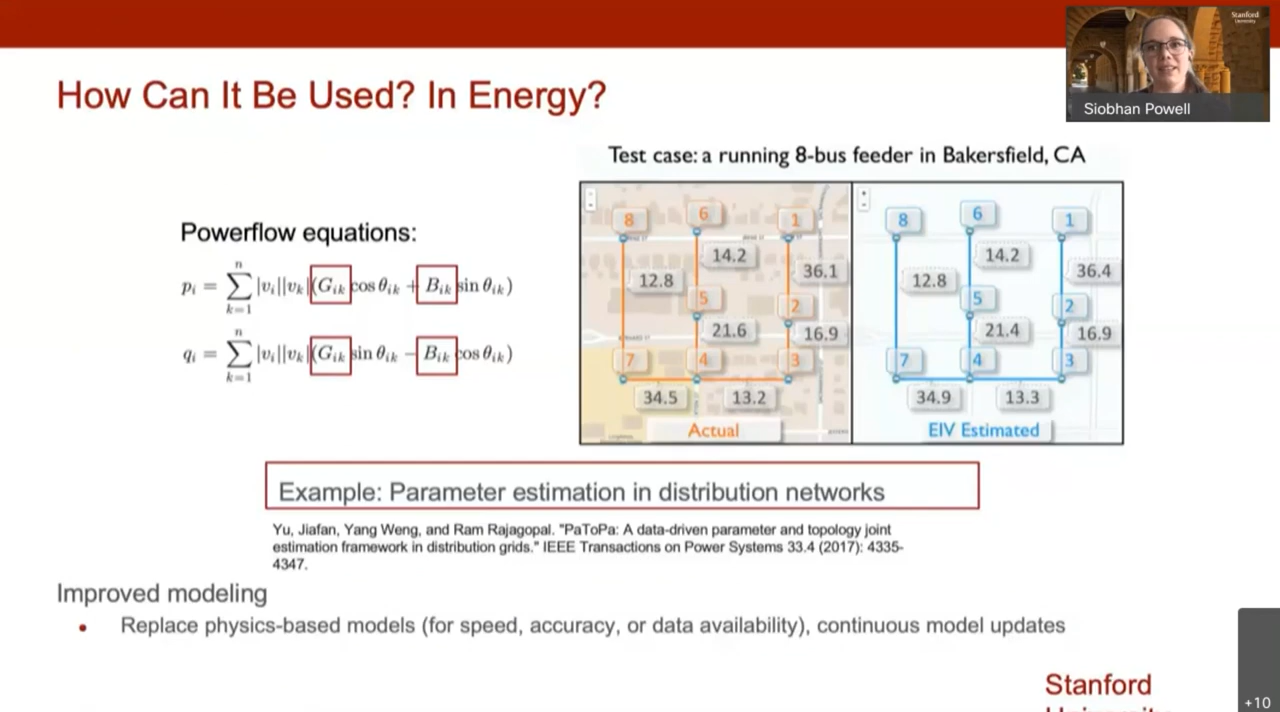 Stanford
University
Siobhan Powell
How Can It Be Used? In Energy?
Test case: a running 8-bus feeder in Bakersfield, CA
Powerflow equations:
n
p_i = ∑ |v_i||v_k|(G_ik cos θ_ik + B_ik sin θ_ik)
k=1
n
q_i = ∑ |v_i||v_k|(G_ik sin θ_ik − B_ik cos θ_ik)
k=1
8 6 1
14.2
12.8 36.1
5 2
21.6 16.9
7 4 3
34.5 13.2
Actual
8 6 1
14.2
12.8 36.4
5 2
21.4 16.9
7 4 3
34.9 13.3
EIV Estimated
Example: Parameter estimation in distribution networks
Yu, Jiafan, Yang Weng, and Ram Rajagopal. "PaToPa: A data-driven parameter and topology joint
estimation framework in distribution grids." IEEE Transactions on Power Systems 33.4 (2017): 4335-
4347.
Improved modeling
• Replace physics-based models (for speed, accuracy, or data availability), continuous model updates
Stanford
+10